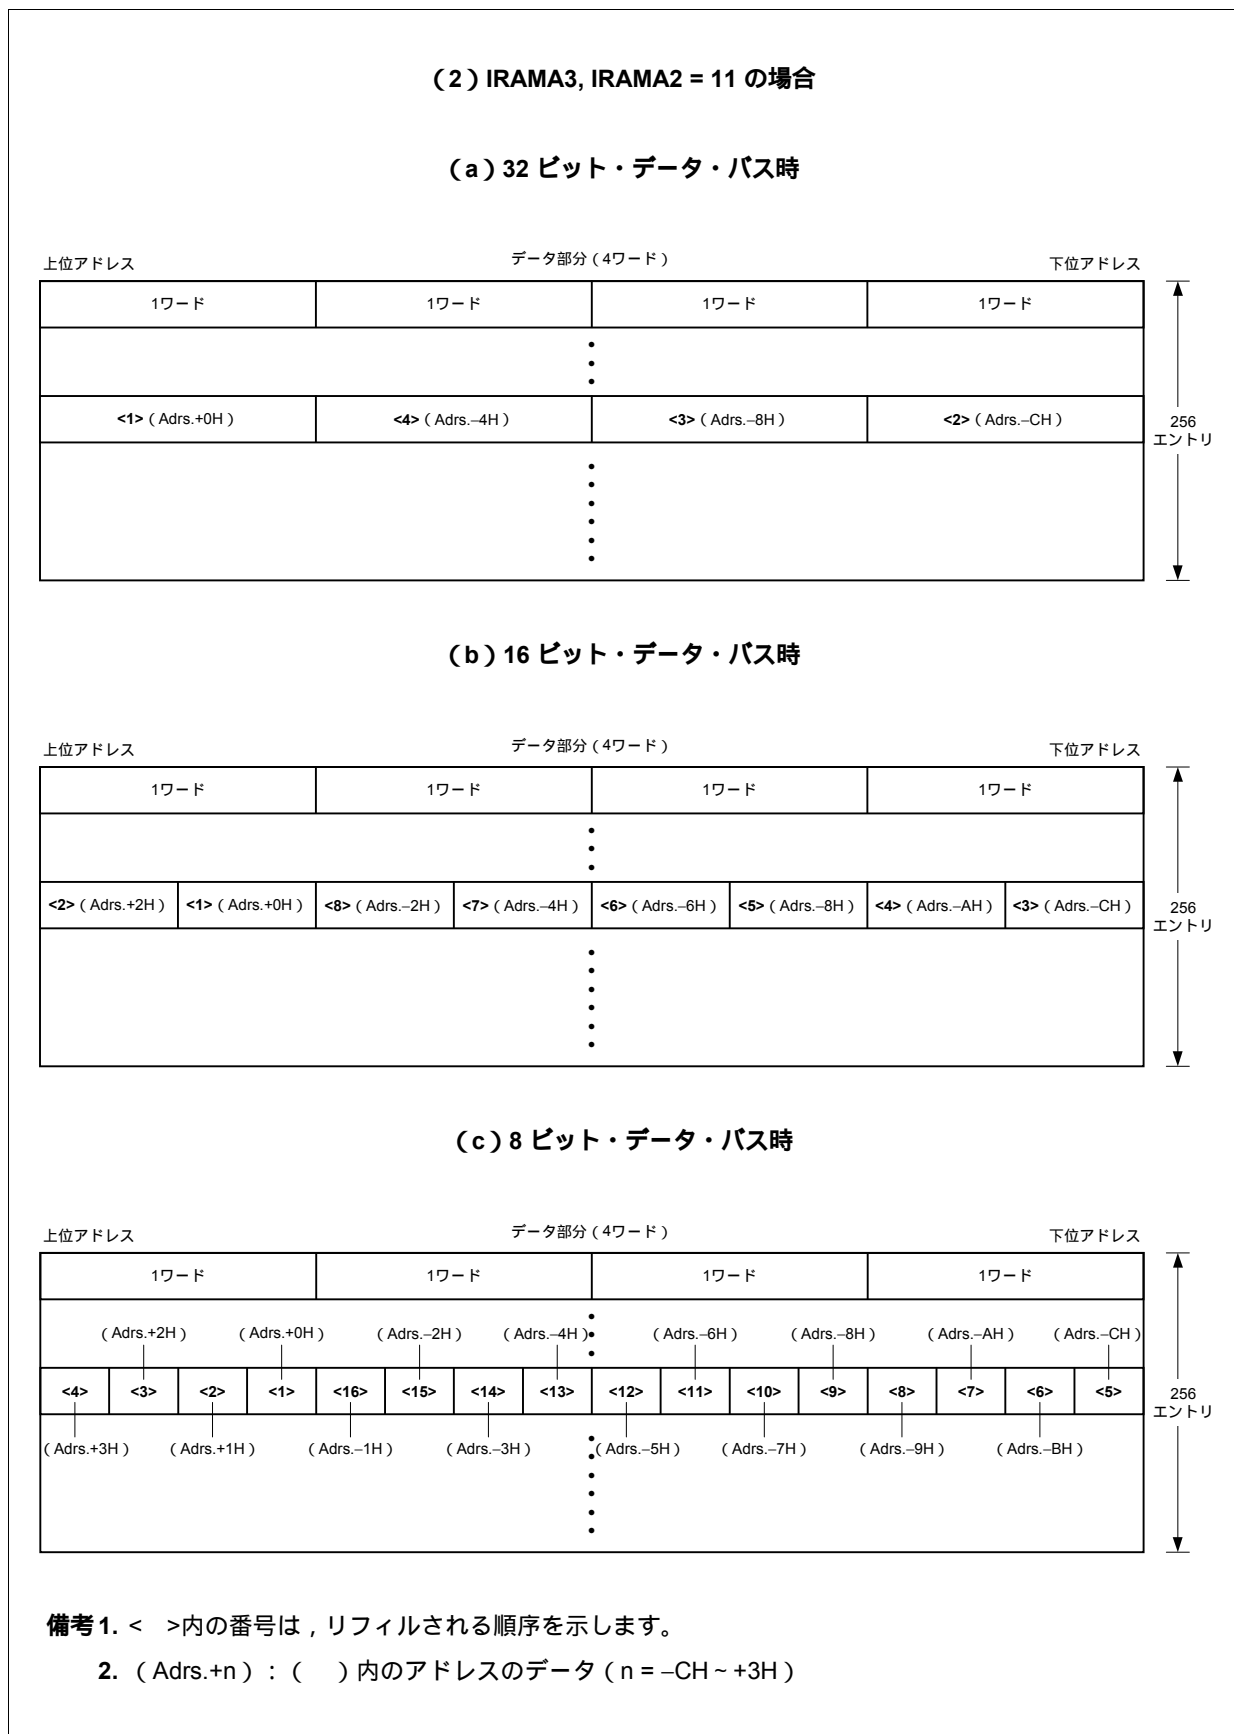 （2）IRAMA3, IRAMA2 = 11 の場合
（a）32 ビット・データ・バス時
上位アドレス データ部分（4ワード） 下位アドレス
1ワード 1ワード 1ワード 1ワード
<1>（Adrs.+0H） <4>（Adrs.−4H） <3>（Adrs.−8H） <2>（Adrs.−CH）
256
エントリ
（b）16 ビット・データ・バス時
上位アドレス データ部分（4ワード） 下位アドレス
1ワード 1ワード 1ワード 1ワード
<2>（Adrs.+2H） <1>（Adrs.+0H） <8>（Adrs.−2H） <7>（Adrs.−4H） <6>（Adrs.−6H） <5>（Adrs.−8H） <4>（Adrs.−AH） <3>（Adrs.−CH）
256
エントリ
（c）8 ビット・データ・バス時
上位アドレス データ部分（4ワード） 下位アドレス
1ワード 1ワード 1ワード 1ワード
（Adrs.+2H） （Adrs.+0H） （Adrs.−2H） （Adrs.−4H） （Adrs.−6H） （Adrs.−8H） （Adrs.−AH） （Adrs.−CH）
<4> <3> <2> <1> <16> <15> <14> <13> <12> <11> <10> <9> <8> <7> <6> <5>
256
エントリ
（Adrs.+3H） （Adrs.+1H） （Adrs.−1H） （Adrs.−3H） （Adrs.−5H） （Adrs.−7H） （Adrs.−9H） （Adrs.−BH）
備考1. <　>内の番号は，リフィルされる順序を示します。
2. （Adrs.+n）：（　）内のアドレスのデータ（n = −CH ~ +3H）